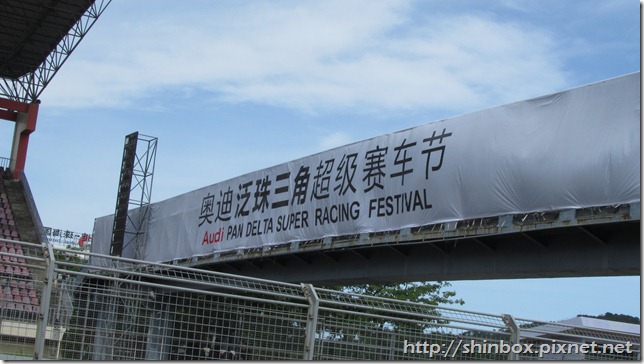 奥迪泛珠三角超级赛车节
Audi PAN DELTA SUPER RACING FESTIVAL
http://shinbox.pixnet.net